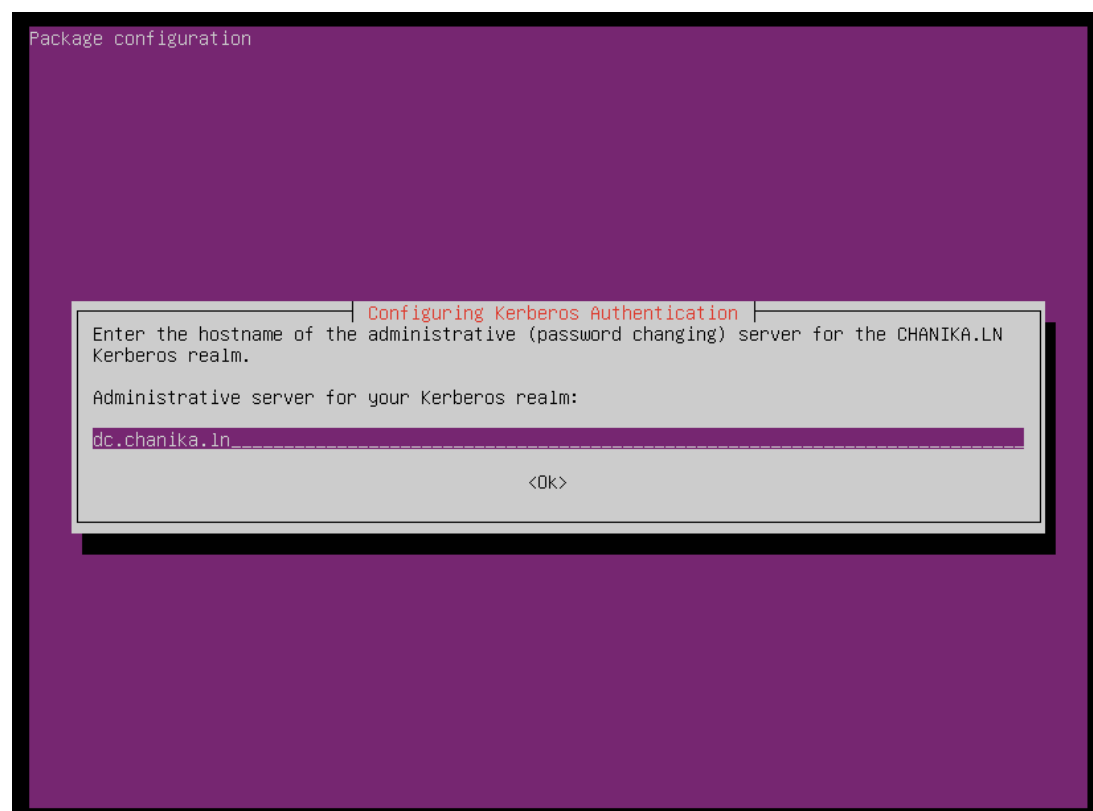 Package configuration
Configuring Kerberos Authentication
Enter the hostname of the administrative (password changing) server for the CHANIKA.LN
Kerberos realm.
Administrative server for your Kerberos realm:
dc.chanika.ln
<Ok>